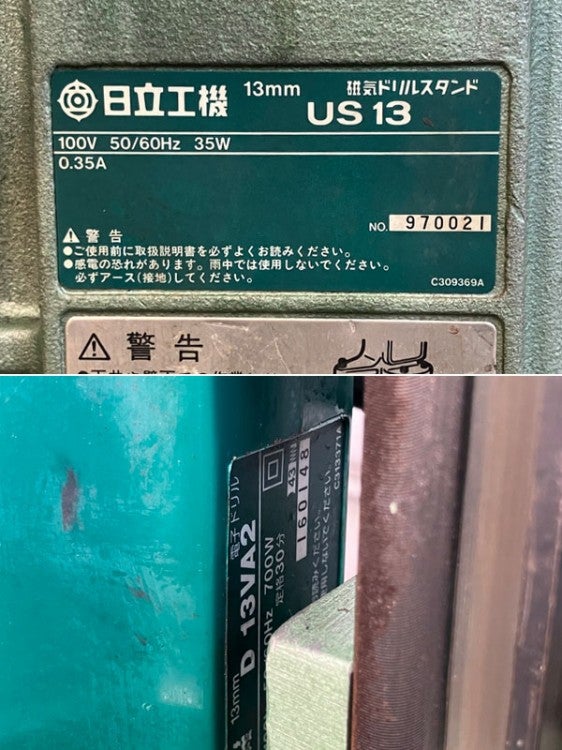 日立工機 13mm 磁気ドリルスタンド
US 13
100V 50/60Hz 35W
0.35A
NO. 970021
警告
●ご使用前に取扱説明書を必ずよくお読みください。
●感電の恐れがあります。雨中では使用しないでください。
必ずアース(接地)してください。
C309369A
警告
13mm 電子ドリル
D 13VA2
50/60Hz 700W
定格30分
160148
C313371A